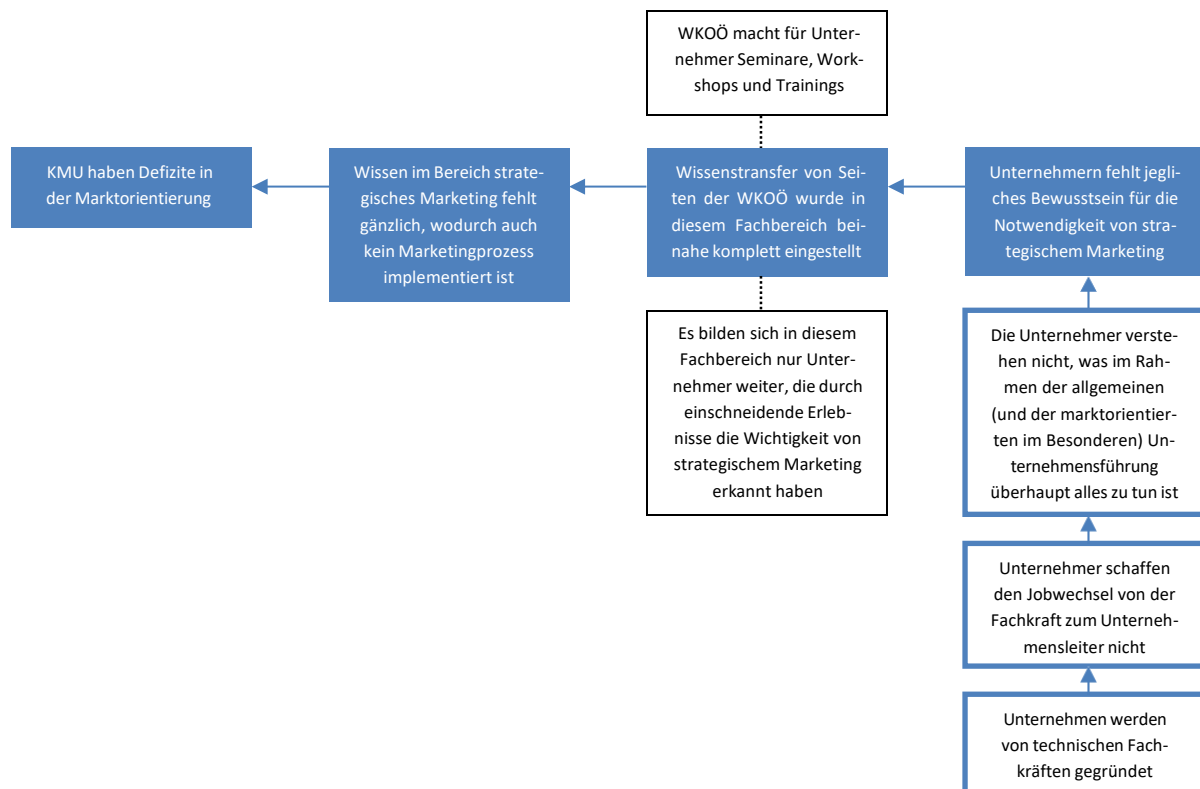 WKOÖ macht für Unter-
nehmer Seminare, Work-
shops und Trainings
KMU haben Defizite in
der Marktorientierung
Wissen im Bereich strate-
gisches Marketing fehlt
gänzlich, wodurch auch
kein Marketingprozess
implementiert ist
Wissenstransfer von Sei-
ten der WKOÖ wurde in
diesem Fachbereich bei-
nahe komplett eingestellt
Unternehmern fehlt jegli-
ches Bewusstsein für die
Notwendigkeit von stra-
tegischem Marketing
Es bilden sich in diesem
Fachbereich nur Unter-
nehmer weiter, die durch
einschneidende Erleb-
nisse die Wichtigkeit von
strategischem Marketing
erkannt haben
Die Unternehmer verste-
hen nicht, was im Rah-
men der allgemeinen
(und der marktorientier-
ten im Besonderen) Un-
ternehmensführung
überhaupt alles zu tun ist
Unternehmer schaffen
den Jobwechsel von der
Fachkraft zum Unterneh-
mensleiter nicht
Unternehmen werden
von technischen Fach-
kräften gegründet